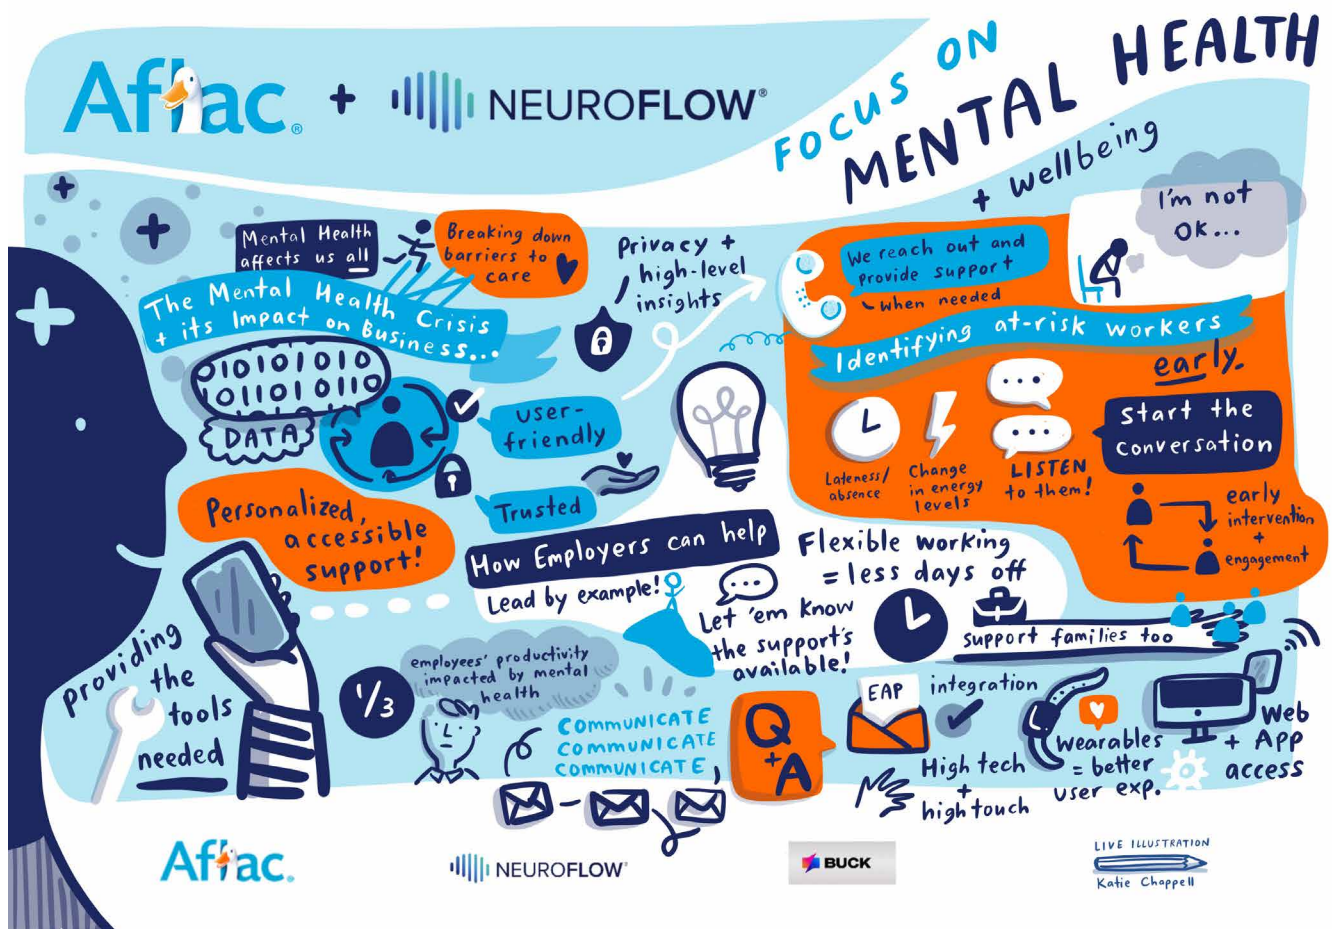 Aflac® + NEUROFLOW®
FOCUS ON
MENTAL HEALTH
+ wellbeing
Mental Health
affects us all
Breaking down
barriers to
care
The Mental Health Crisis
+ its Impact on Business...
Privacy +
high-level
insights
010101010
0110101110
DATA
user-
friendly
Trusted
Personalized,
accessible
support!
providing
the
tools
needed
How Employers can help
Lead by example!
Let 'em know
the support's
available!
Flexible working
= less days off
support families too
1/3
employees' productivity
impacted by mental
health
COMMUNICATE
COMMUNICATE
COMMUNICATE
Q
+
A
EAP
integration
High tech
+
high touch
Wearables
= better
user exp.
Web
+ App
access
We reach out and
provide support
when needed
I'm not
OK...
Identifying at-risk workers
early.
Lateness/
absence
Change
in energy
levels
LISTEN
to them!
Start the
conversation
early
intervention
+
engagement
Aflac.
NEUROFLOW®
BUCK
LIVE ILLUSTRATION
Katie Chappell